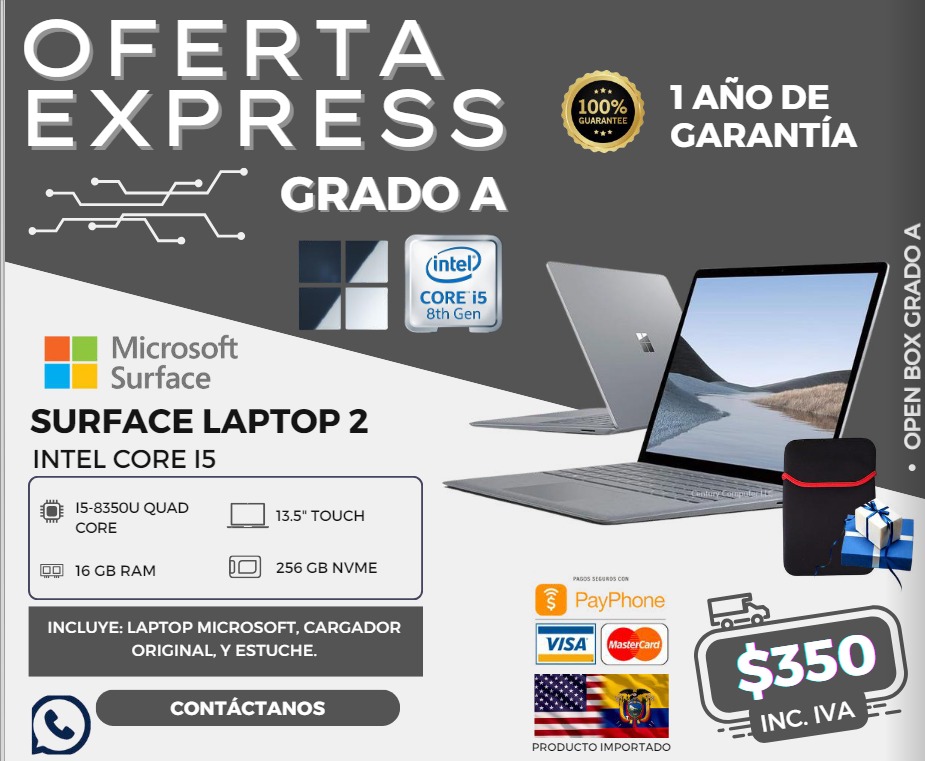 OFERTA
EXPRESS
GRADO A
100%
GUARANTEE
1 AÑO DE
GARANTÍA
intel
CORE i5
8th Gen
OPEN BOX GRADO A
Microsoft
Surface
SURFACE LAPTOP 2
INTEL CORE I5
I5-8350U QUAD
CORE
13.5" TOUCH
16 GB RAM
256 GB NVME
INCLUYE: LAPTOP MICROSOFT, CARGADOR
ORIGINAL, Y ESTUCHE.
CONTÁCTANOS
Century Computer
PAGOS SEGUROS CON
PayPhone
VISA
MasterCard
PRODUCTO IMPORTADO
$350
INC. IVA